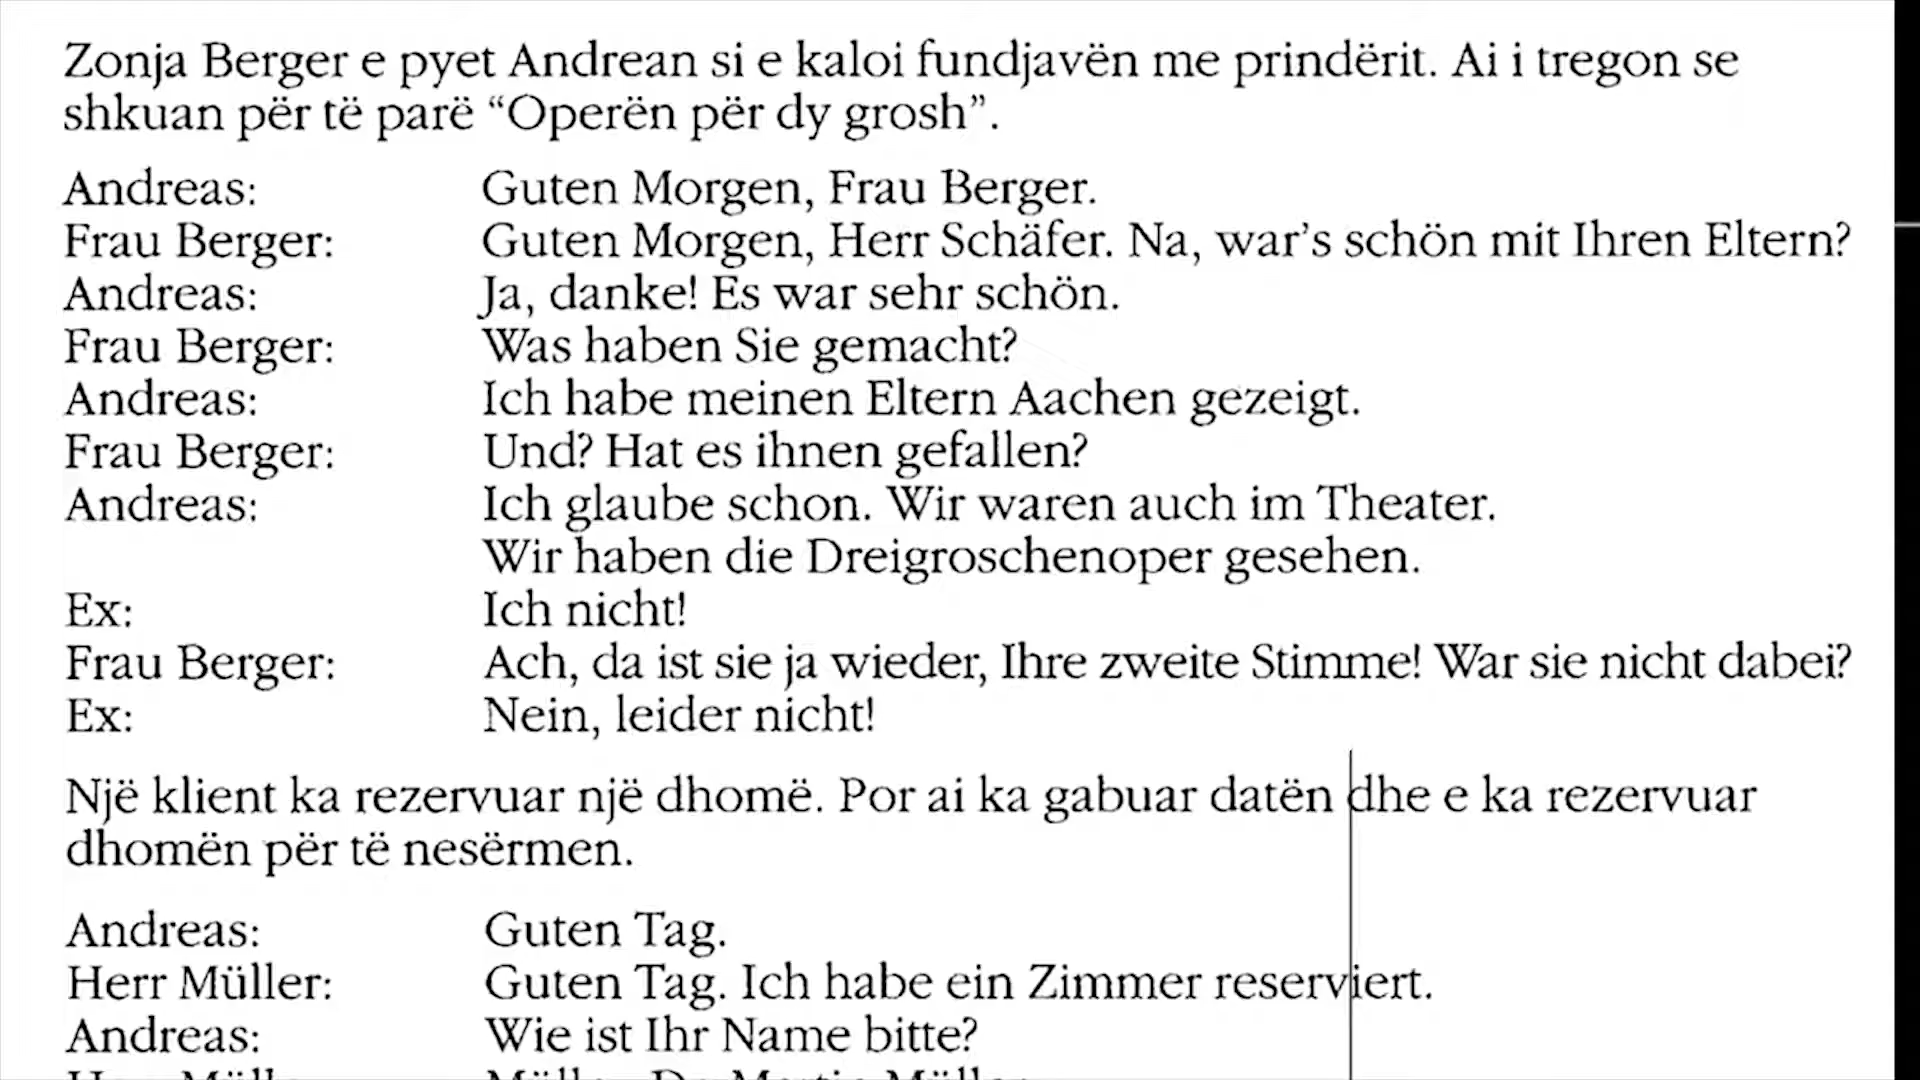 Zonja Berger e pyet Andrean si e kaloi fundjavën me prindërit. Ai i tregon se
shkuan për të parë “Operën për dy grosh”.
Andreas: Guten Morgen, Frau Berger.
Frau Berger: Guten Morgen, Herr Schäfer. Na, war’s schön mit Ihren Eltern?
Andreas: Ja, danke! Es war sehr schön.
Frau Berger: Was haben Sie gemacht?
Andreas: Ich habe meinen Eltern Aachen gezeigt.
Frau Berger: Und? Hat es ihnen gefallen?
Andreas: Ich glaube schon. Wir waren auch im Theater.
Wir haben die Dreigroschenoper gesehen.
Ex: Ich nicht!
Frau Berger: Ach, da ist sie ja wieder, Ihre zweite Stimme! War sie nicht dabei?
Ex: Nein, leider nicht!
Një klient ka rezervuar një dhomë. Por ai ka gabuar datën dhe e ka rezervuar
dhomën për të nesërmen.
Andreas: Guten Tag.
Herr Müller: Guten Tag. Ich habe ein Zimmer reserviert.
Andreas: Wie ist Ihr Name bitte?